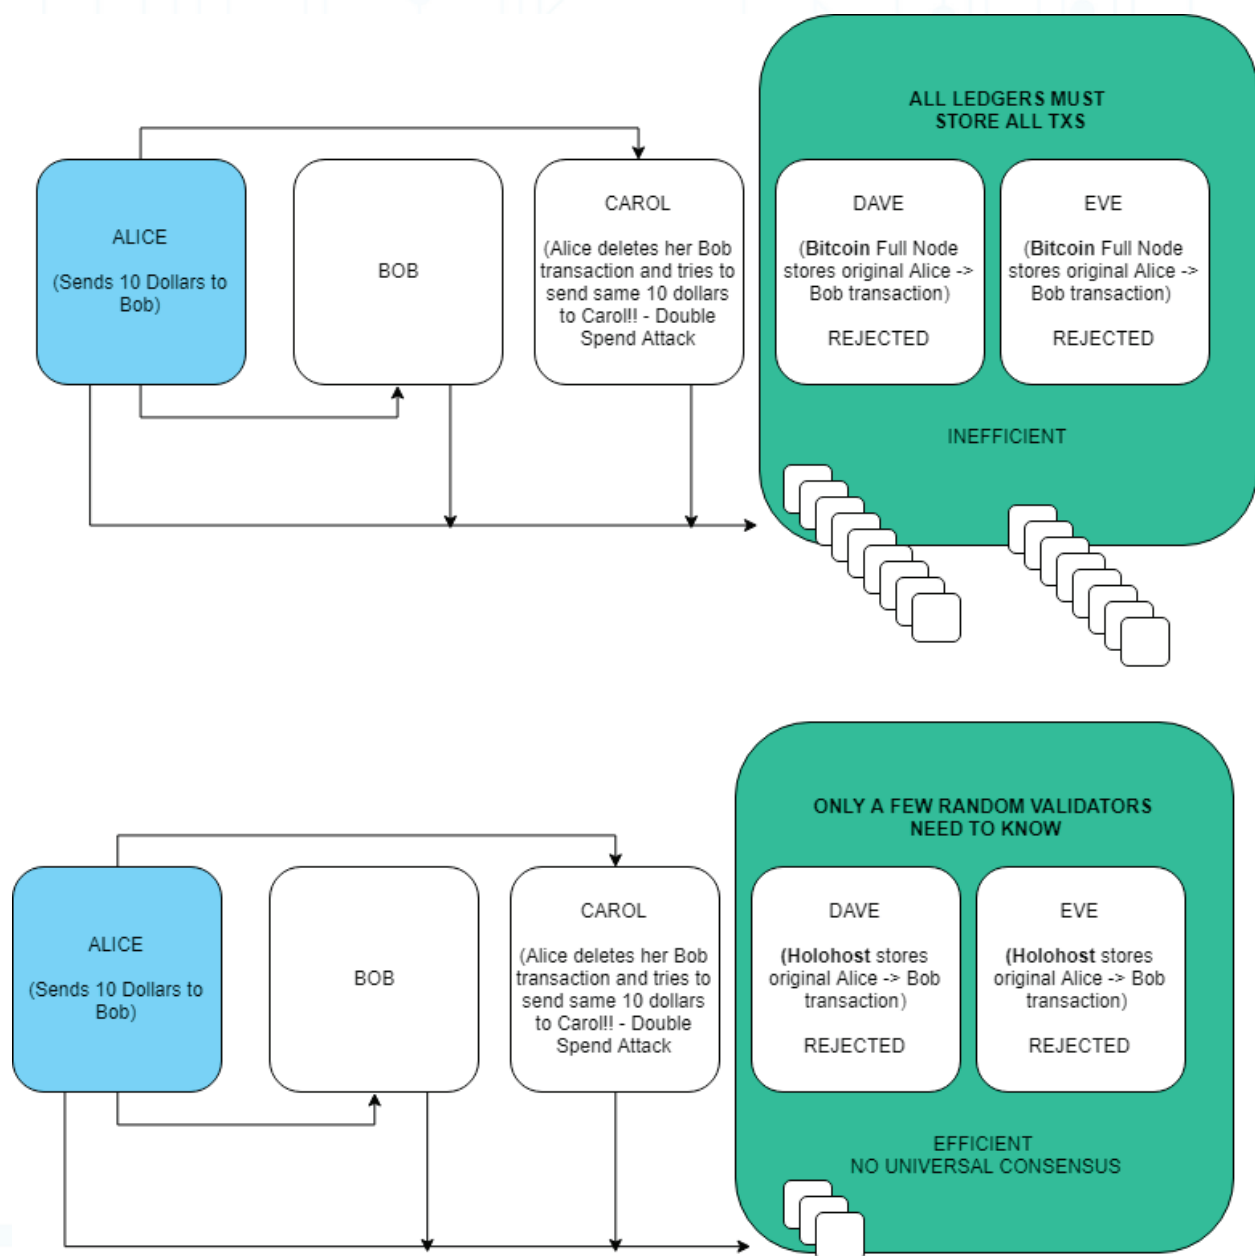 ALL LEDGERS MUST
STORE ALL TXS
ALICE
(Sends 10 Dollars to
Bob)
BOB
CAROL
(Alice deletes her Bob
transaction and tries to
send same 10 dollars
to Carol!! - Double
Spend Attack
DAVE
(Bitcoin Full Node
stores original Alice ->
Bob transaction)
REJECTED
EVE
(Bitcoin Full Node
stores original Alice ->
Bob transaction)
REJECTED
INEFFICIENT
ONLY A FEW RANDOM VALIDATORS
NEED TO KNOW
ALICE
(Sends 10 Dollars to
Bob)
BOB
CAROL
(Alice deletes her Bob
transaction and tries to
send same 10 dollars
to Carol!! - Double
Spend Attack
DAVE
(Holohost stores
original Alice -> Bob
transaction)
REJECTED
EVE
(Holohost stores
original Alice -> Bob
transaction)
REJECTED
EFFICIENT
NO UNIVERSAL CONSENSUS